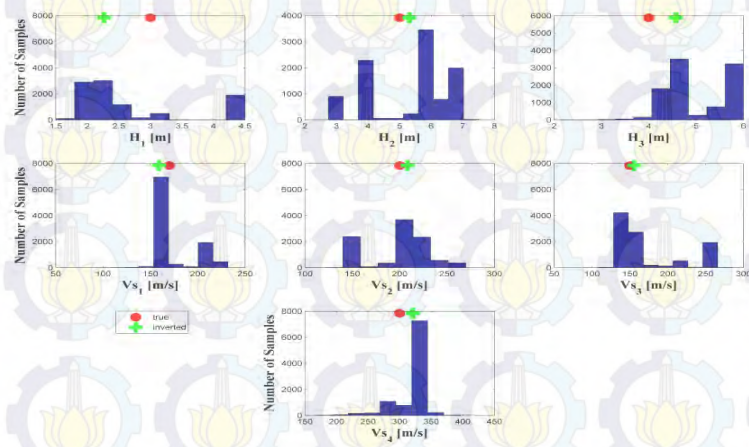 Number of Samples
8000
6000
4000
2000
0
1.5 2 2.5 3 3.5 4 4.5
H1 [m]
4000
3000
2000
1000
0
2 3 4 5 6 7 8
H2 [m]
6000
5000
4000
3000
2000
1000
0
2 3 4 5 6
H3 [m]
Number of Samples
8000
6000
4000
2000
0
50 100 150 200 250
Vs1 [m/s]
8000
6000
4000
2000
0
100 150 200 250 300
Vs2 [m/s]
8000
6000
4000
2000
0
50 100 150 200 250 300
Vs3 [m/s]
true
inverted
Number of Samples
8000
6000
4000
2000
0
150 200 250 300 350 400 450
Vs4 [m/s]